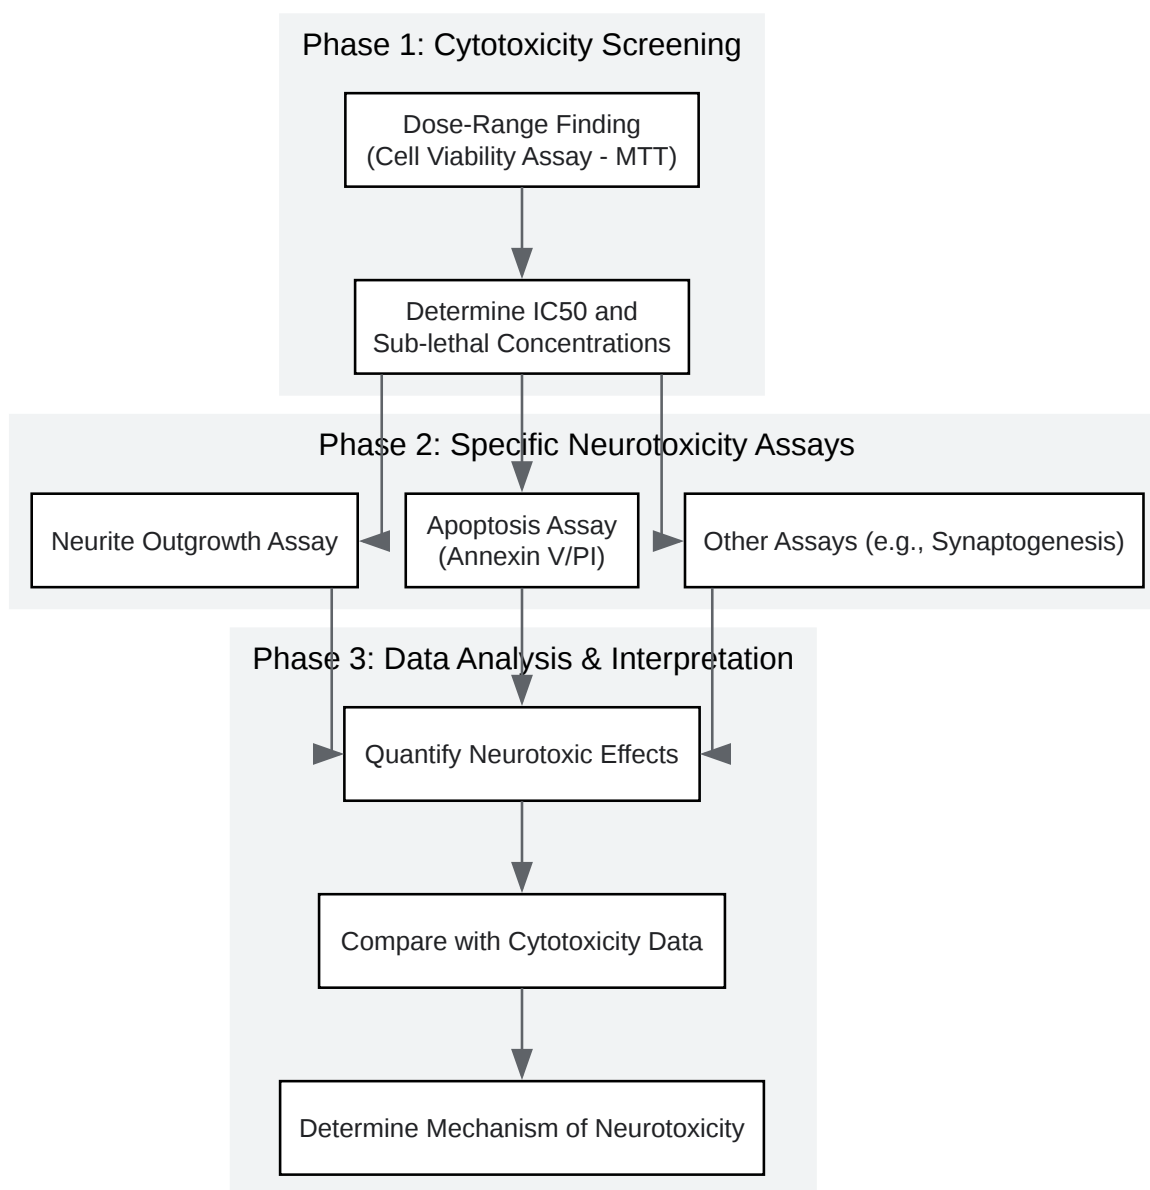 Phase 1: Cytotoxicity Screening
Dose-Range Finding
(Cell Viability Assay - MTT)
Determine IC50 and
Sub-lethal Concentrations
Phase 2: Specific Neurotoxicity Assays
Neurite Outgrowth Assay
Apoptosis Assay
(Annexin V/PI)
Other Assays (e.g., Synaptogenesis)
Phase 3: Data Analysis & Interpretation
Quantify Neurotoxic Effects
Compare with Cytotoxicity Data
Determine Mechanism of Neurotoxicity